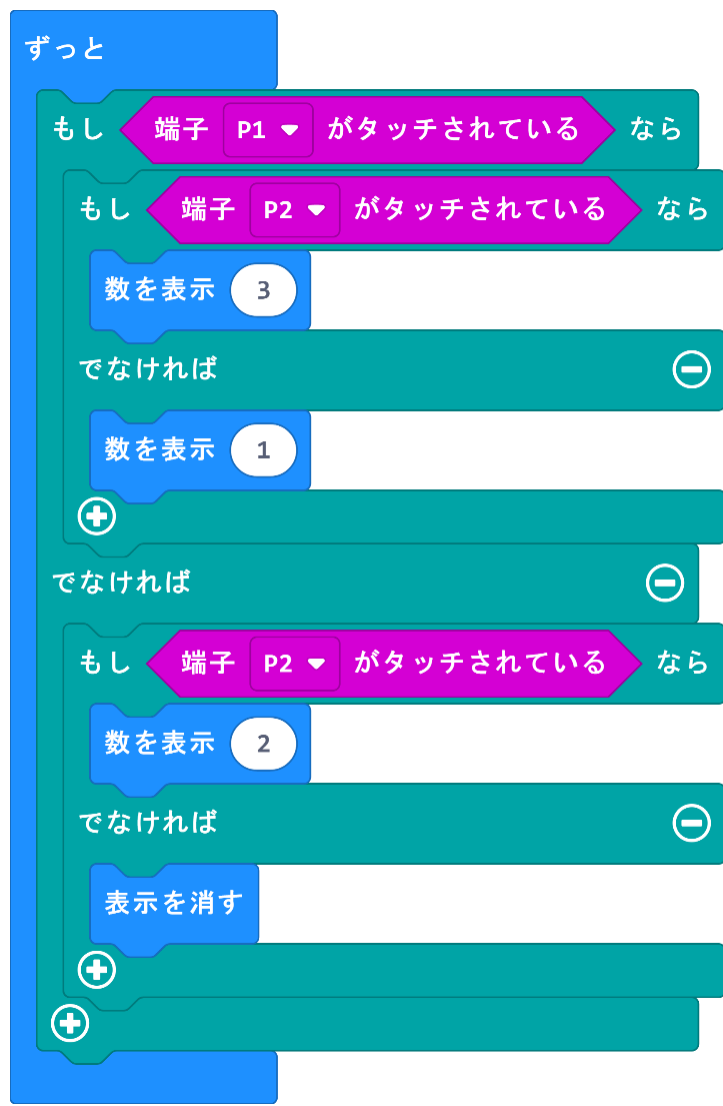 ずっと
もし 端子 P1 がタッチされている なら
もし 端子 P2 がタッチされている なら
数を表示 3
でなければ
数を表示 1
でなければ
もし 端子 P2 がタッチされている なら
数を表示 2
でなければ
表示を消す